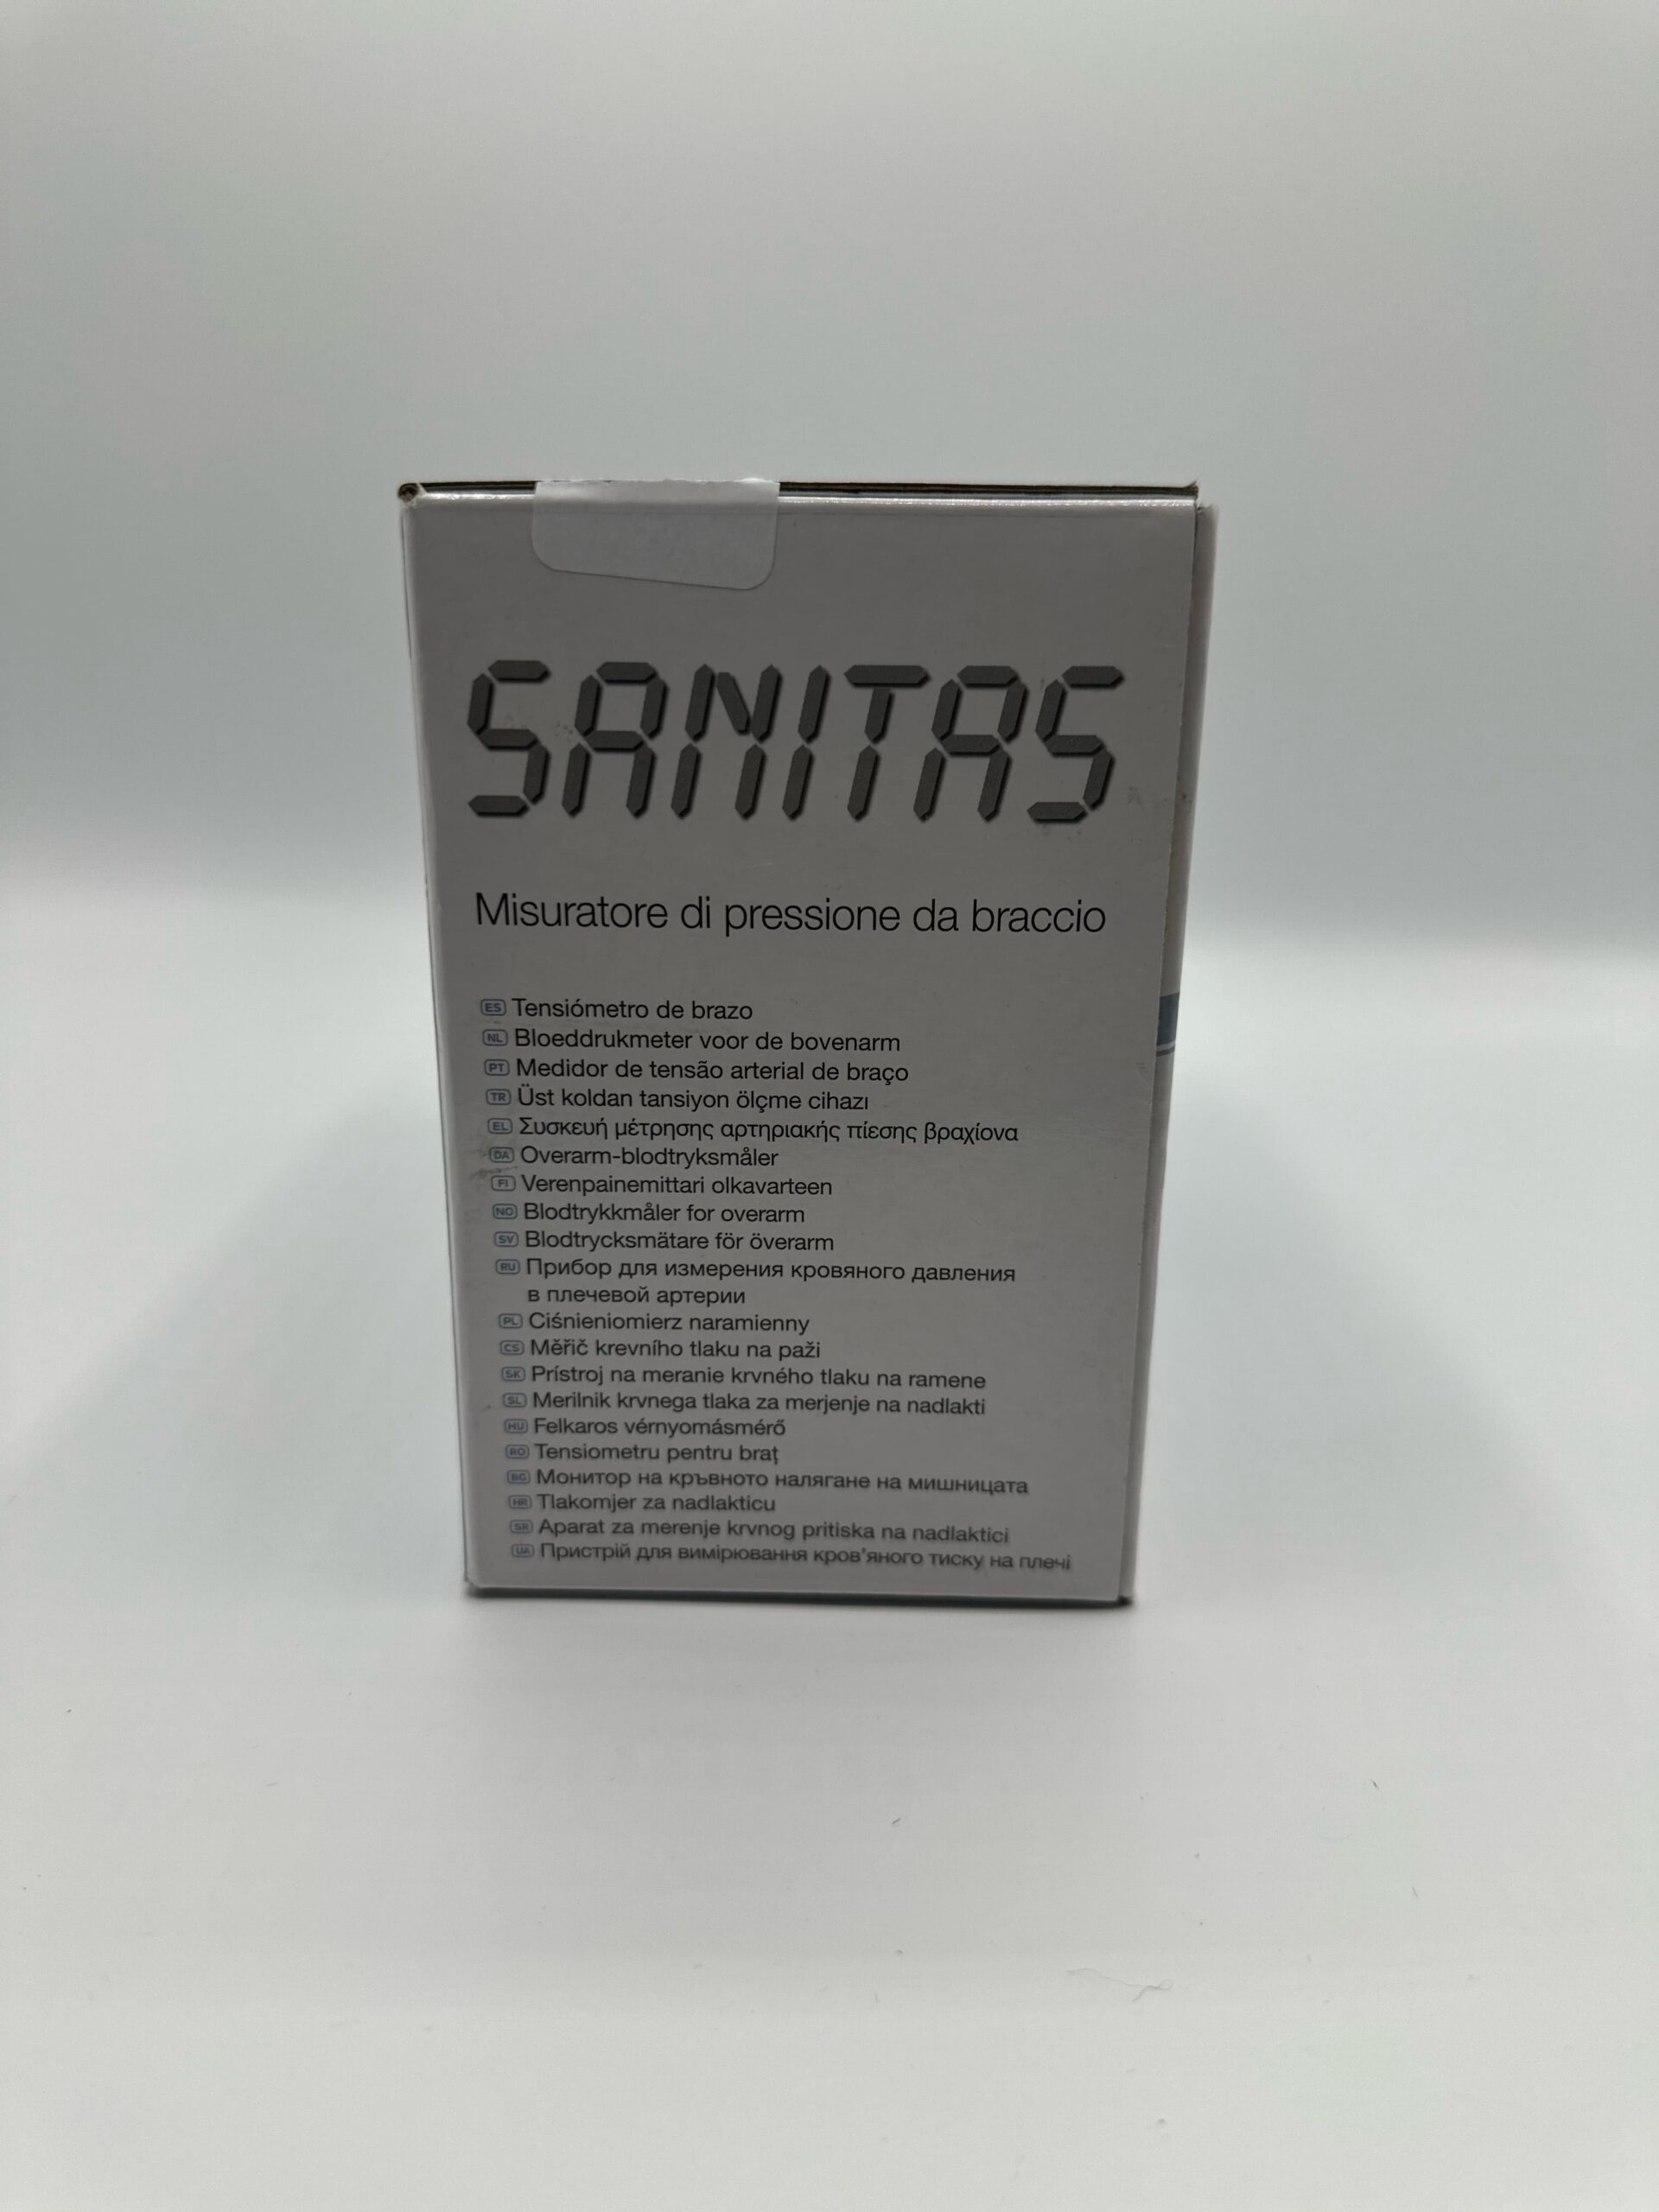 SANITAS
Misuratore di pressione da braccio
ES Tensiómetro de brazo
NL Bloeddrukmeter voor de bovenarm
PT Medidor de tensão arterial de braço
TR Üst koldan tansiyon ölçme cihazı
EL Συσκευή μέτρησης αρτηριακής πίεσης βραχίονα
DA Overarm-blodtryksmåler
FI Verenpainemittari olkavarteen
NO Blodtrykkmåler for overarm
SV Blodtrycksmätare för överarm
RU Прибор для измерения кровяного давления
в плечевой артерии
PL Ciśnieniomierz naramienny
CS Měřič krevního tlaku na paži
SK Prístroj na meranie krvného tlaku na ramene
SL Merilnik krvnega tlaka za merjenje na nadlakti
HU Felkaros vérnyomásmérő
RO Tensiometru pentru braț
BG Монитор на кръвното налягане на мишницата
HR Tlakomjer za nadlakticu
SR Aparat za merenje krvnog pritiska na nadlaktici
UA Пристрій для вимірювання кров’яного тиску на плечі